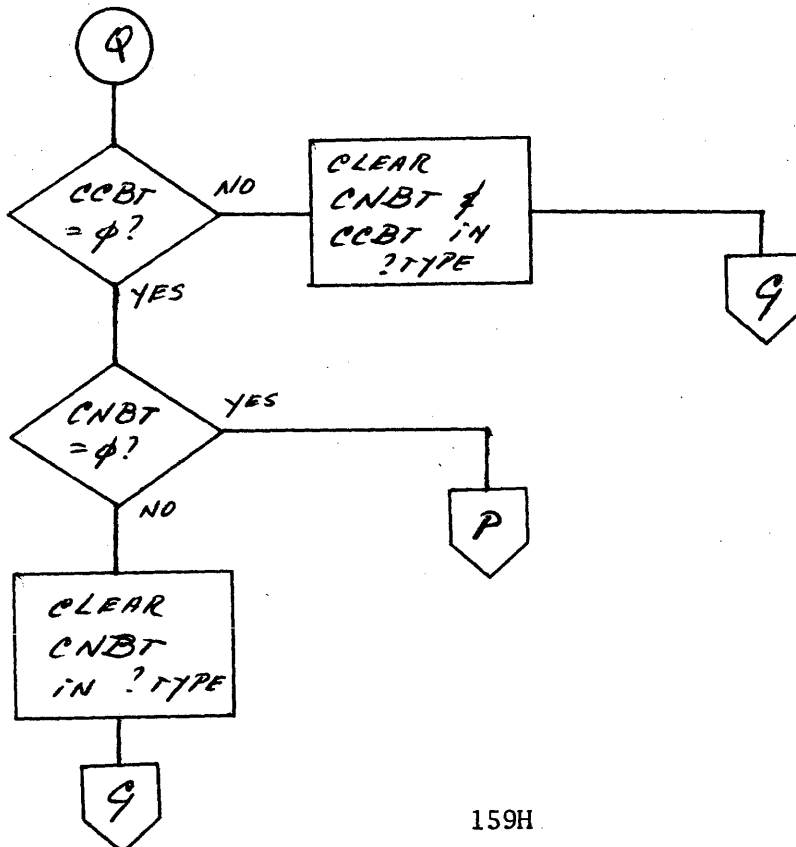 Q
CCBT
= φ?
NO
CLEAR
CNBT &
CCBT iN
?TYPE
G
YES
CNBT
= φ?
YES
P
NO
CLEAR
CNBT
iN ?TYPE
G
159H